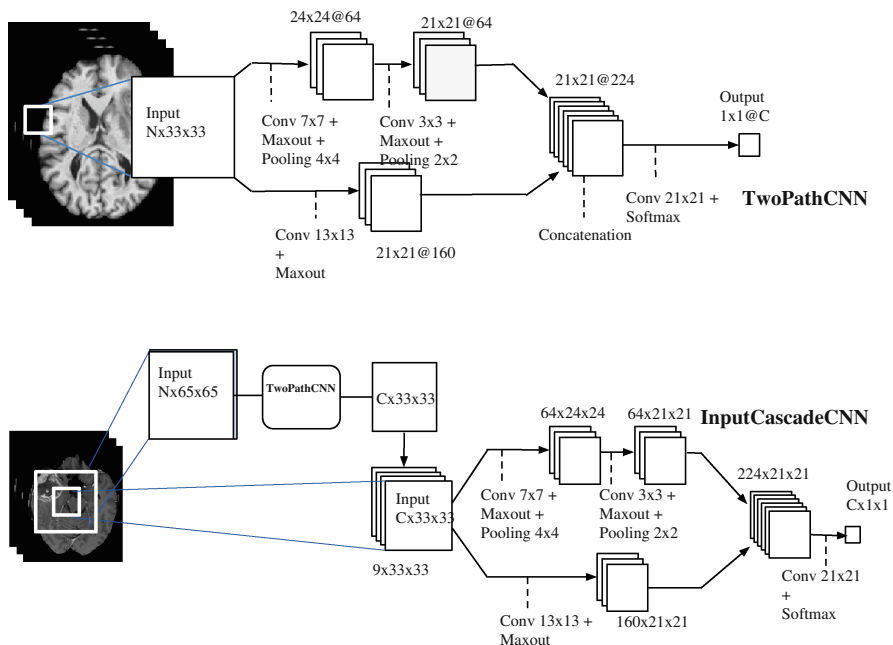 24x24@64
21x21@64
Input
Nx33x33
Conv 7x7 +
Maxout +
Pooling 4x4
Conv 3x3 +
Maxout +
Pooling 2x2
21x21@224
Output
1x1@C
Conv 13x13
+
Maxout
21x21@160
Concatenation
Conv 21x21 +
Softmax
TwoPathCNN
Input
Nx65x65
TwoPathCNN
Cx33x33
InputCascadeCNN
Input
Cx33x33
9x33x33
64x24x24
64x21x21
Conv 7x7 +
Maxout +
Pooling 4x4
Conv 3x3 +
Maxout +
Pooling 2x2
224x21x21
Output
Cx1x1
Conv 13x13 +
Maxout
160x21x21
Conv 21x21
+
Softmax